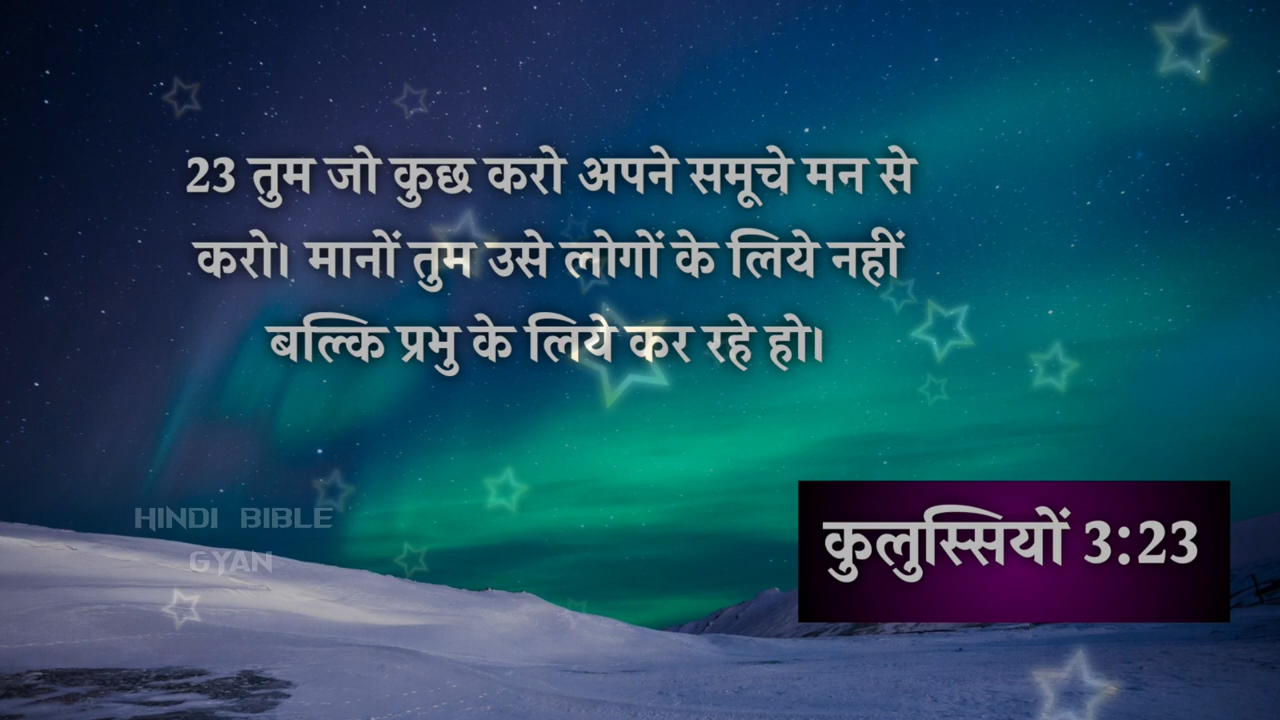 23 तुम जो कुछ करो अपने समूचे मन से
करो। मानों तुम उसे लोगों के लिये नहीं
बल्कि प्रभु के लिये कर रहे हो।
HINDI BIBLE
GYAN
कुलुस्सियों 3:23